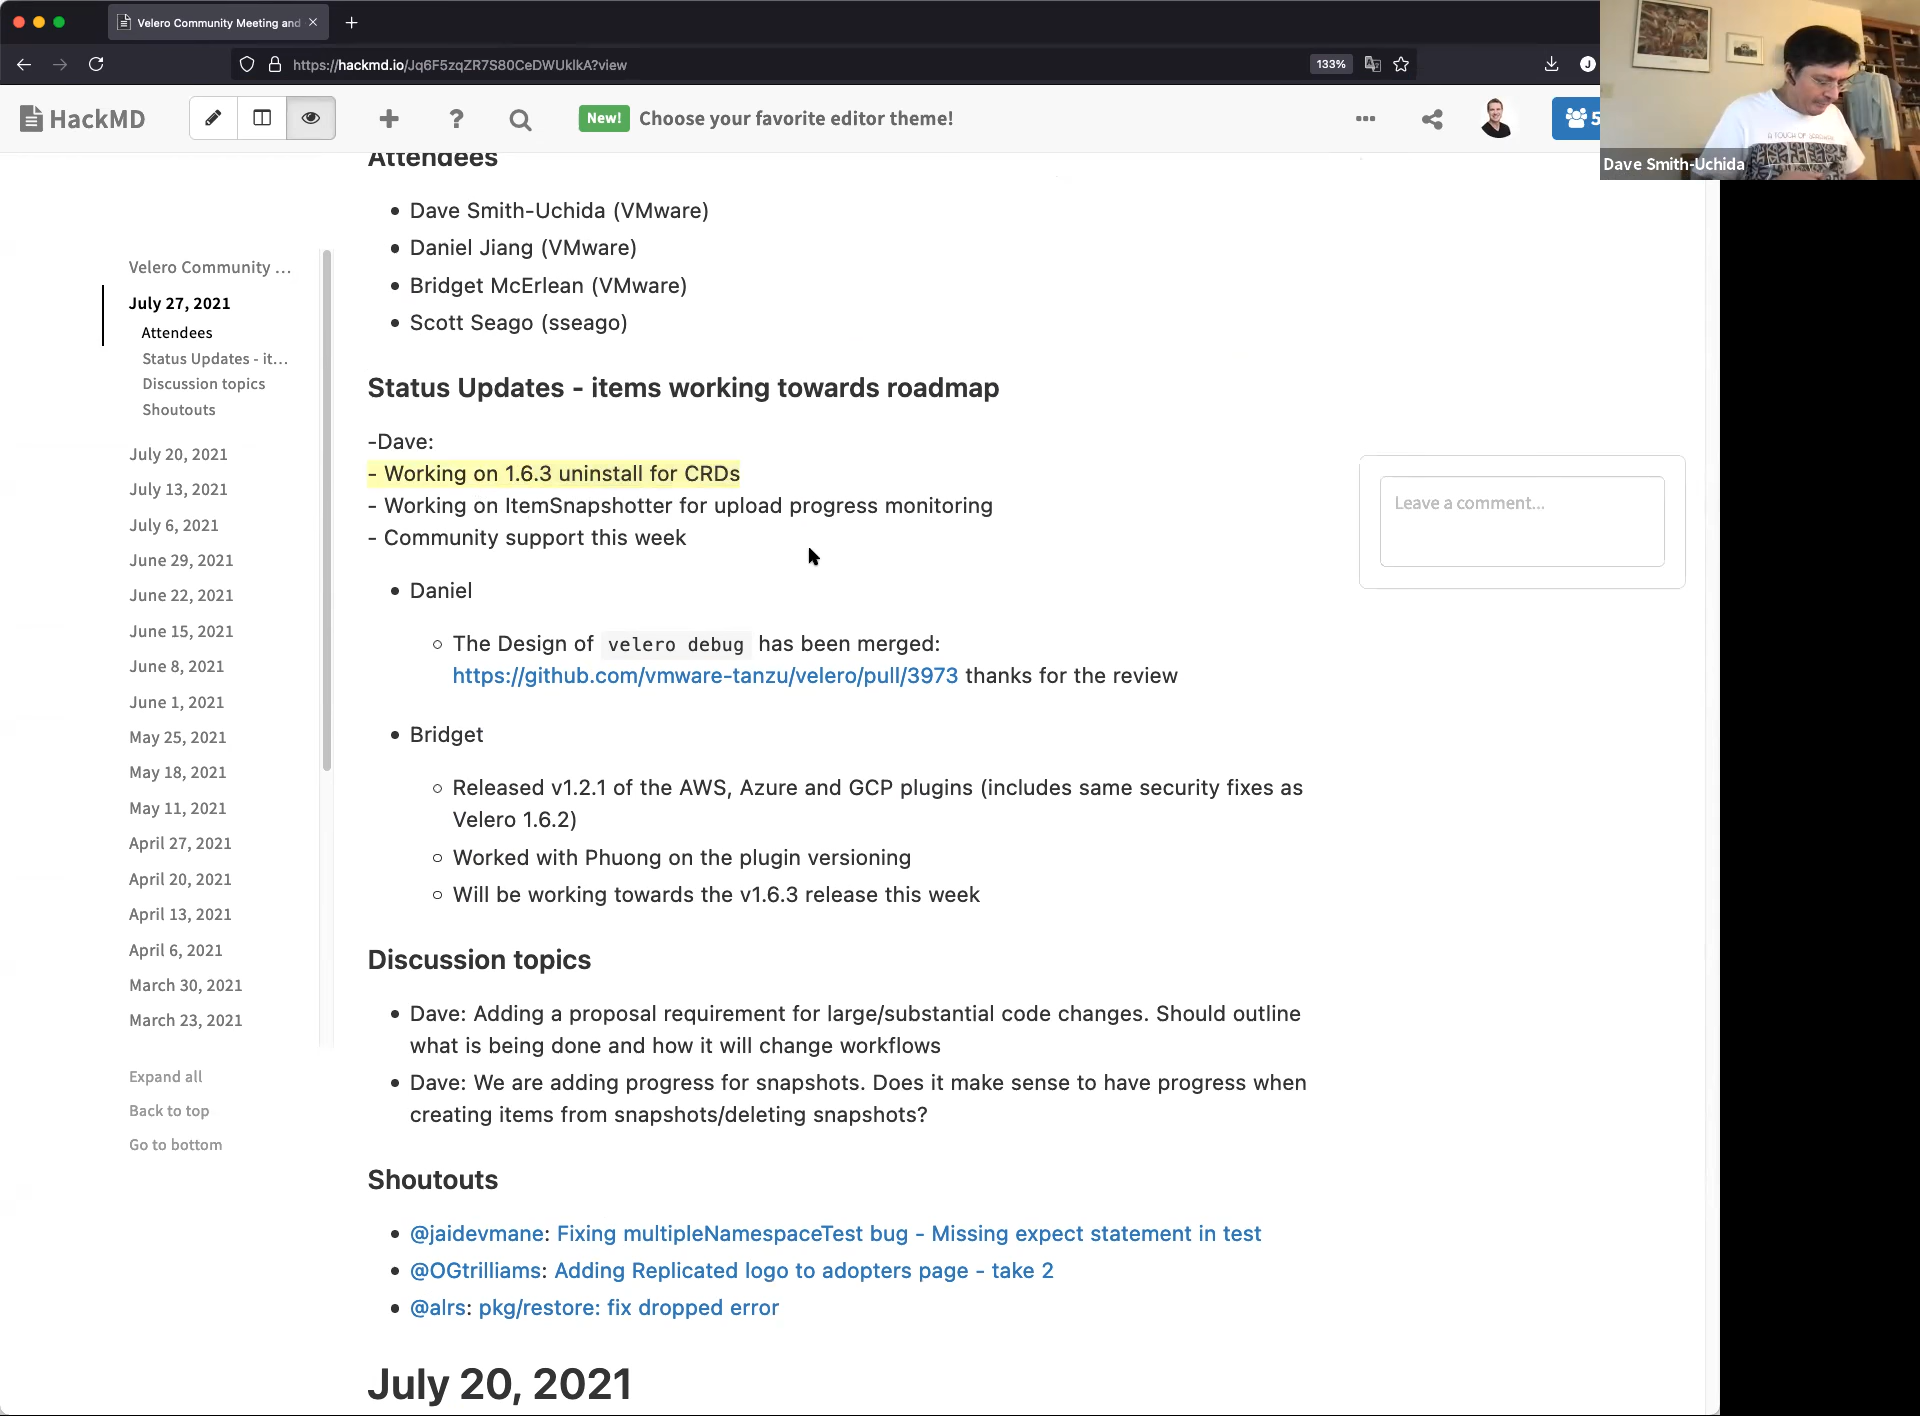 Velero Community Meeting and
https://hackmd.io/Jq6F5zqZR7S80CeDWUklkA?view
133%
J
HackMD
New! Choose your favorite editor theme!
5
Dave Smith-Uchida
Velero Community ...
July 27, 2021
Attendees
Status Updates - it...
Discussion topics
Shoutouts
July 20, 2021
July 13, 2021
July 6, 2021
June 29, 2021
June 22, 2021
June 15, 2021
June 8, 2021
June 1, 2021
May 25, 2021
May 18, 2021
May 11, 2021
April 27, 2021
April 20, 2021
April 13, 2021
April 6, 2021
March 30, 2021
March 23, 2021
Expand all
Back to top
Go to bottom
Attendees
• Dave Smith-Uchida (VMware)
• Daniel Jiang (VMware)
• Bridget McErlean (VMware)
• Scott Seago (sseago)
Status Updates - items working towards roadmap
-Dave:
- Working on 1.6.3 uninstall for CRDs
- Working on ItemSnapshotter for upload progress monitoring
- Community support this week
• Daniel
◦ The Design of velero debug has been merged:
https://github.com/vmware-tanzu/velero/pull/3973 thanks for the review
• Bridget
◦ Released v1.2.1 of the AWS, Azure and GCP plugins (includes same security fixes as
Velero 1.6.2)
◦ Worked with Phuong on the plugin versioning
◦ Will be working towards the v1.6.3 release this week
Discussion topics
• Dave: Adding a proposal requirement for large/substantial code changes. Should outline
what is being done and how it will change workflows
• Dave: We are adding progress for snapshots. Does it make sense to have progress when
creating items from snapshots/deleting snapshots?
Shoutouts
• @jaidevmane: Fixing multipleNamespaceTest bug - Missing expect statement in test
• @OGtrilliams: Adding Replicated logo to adopters page - take 2
• @alrs: pkg/restore: fix dropped error
July 20, 2021
Leave a comment...